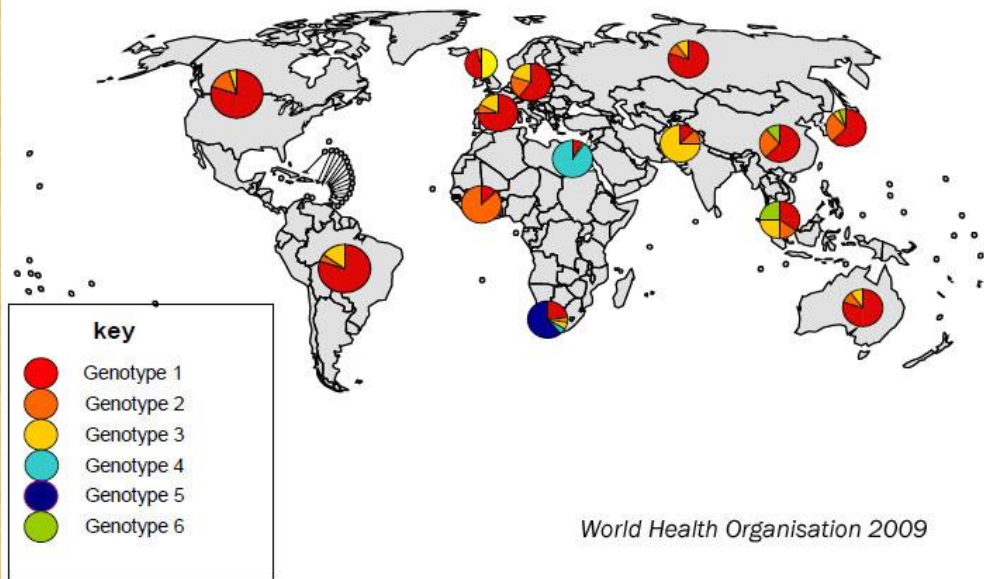 key
Genotype 1
Genotype 2
Genotype 3
Genotype 4
Genotype 5
Genotype 6
World Health Organisation 2009